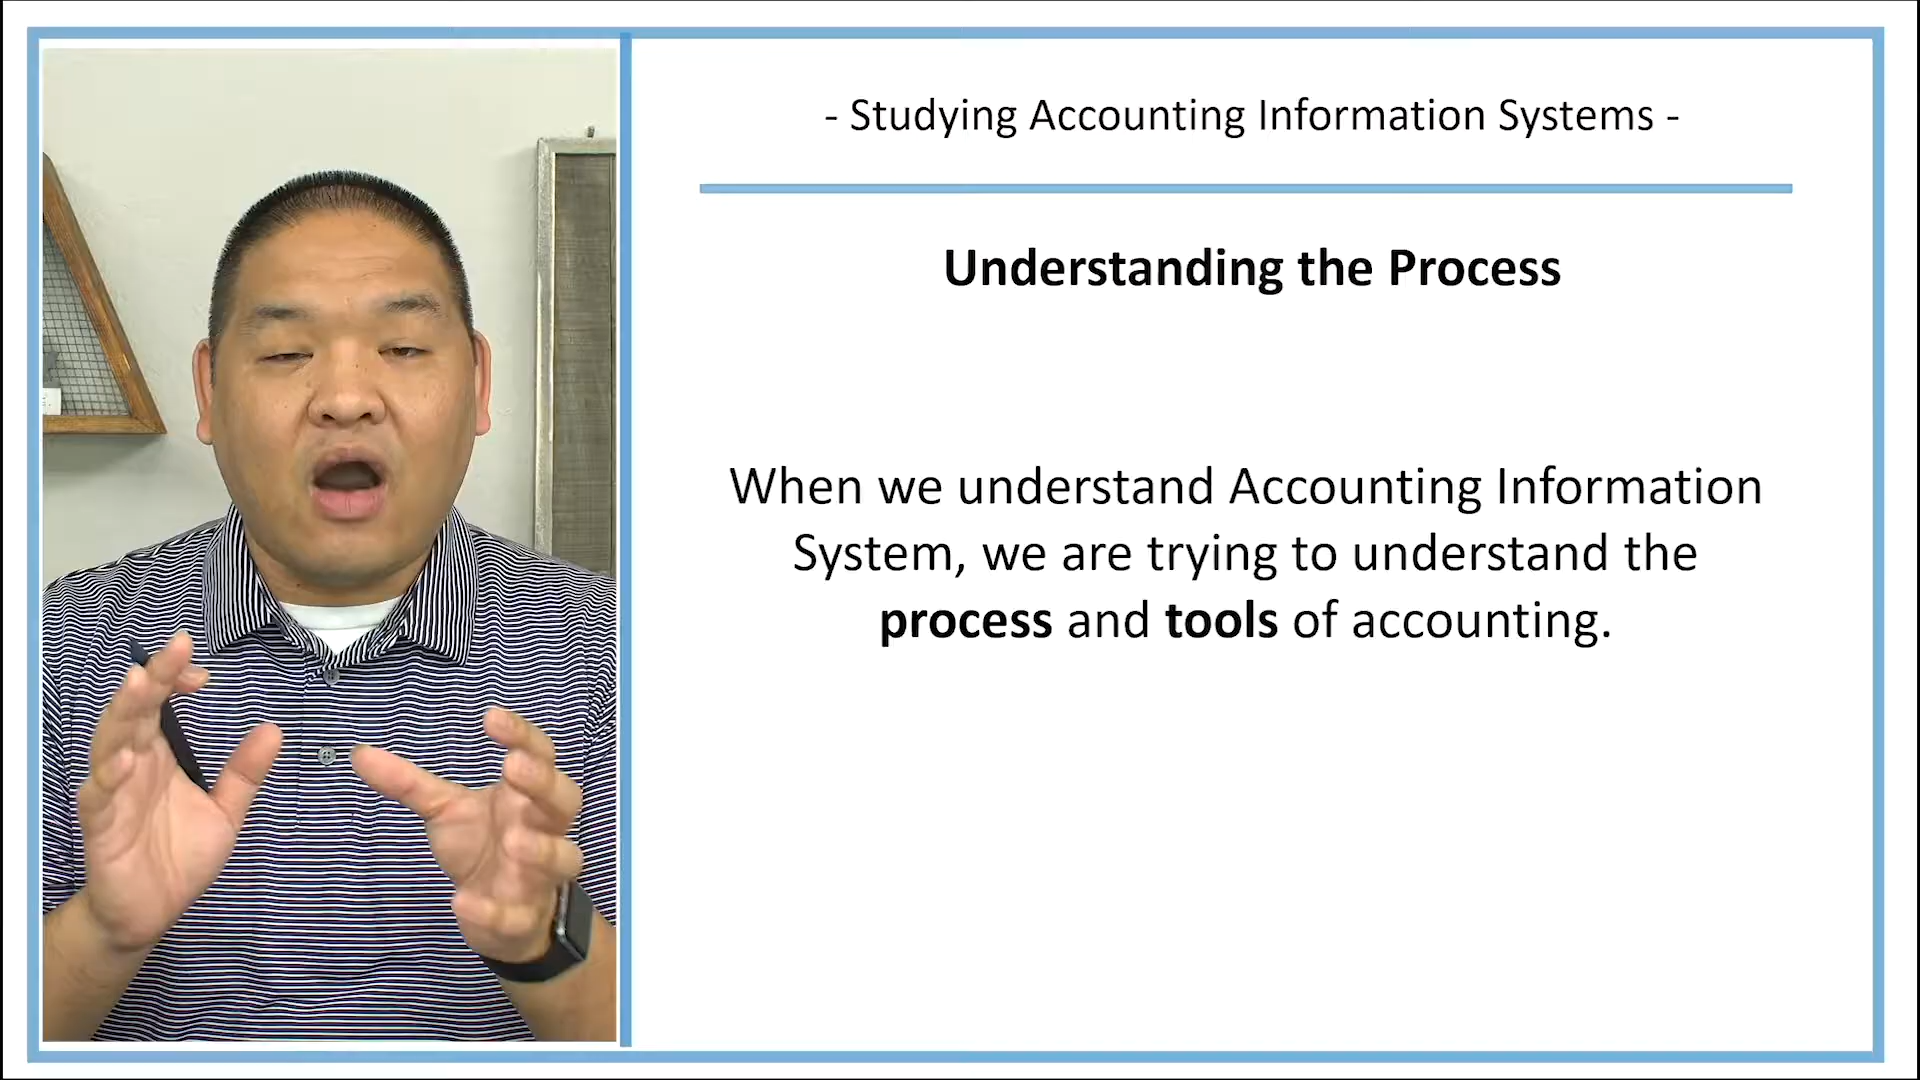 - Studying Accounting Information Systems -
Understanding the Process
When we understand Accounting Information
System, we are trying to understand the
process and tools of accounting.